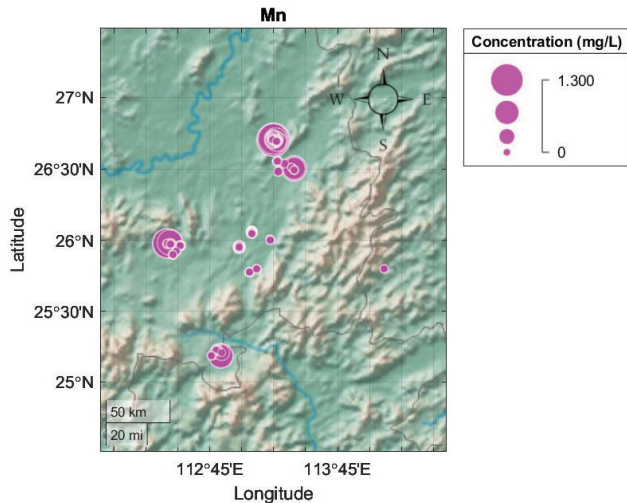 Mn
Concentration (mg/L)
1.300
0
N
W E
S
27°N
26°30'N
26°N
25°30'N
25°N
Latitude
50 km
20 mi
112°45'E
113°45'E
Longitude